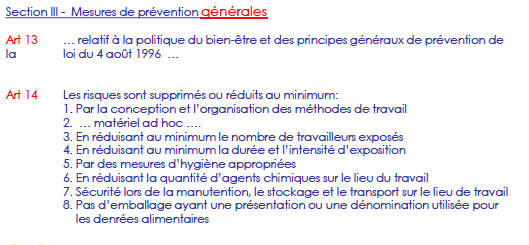 Section III - Mesures de prévention générales
Art 13 … relatif à la politique du bien-être et des principes généraux de prévention de
la loi du 4 août 1996 …
Art 14 Les risques sont supprimés ou réduits au minimum:
1. Par la conception et l'organisation des méthodes de travail
2. … matériel ad hoc ….
3. En réduisant au minimum le nombre de travailleurs exposés
4. En réduisant au minimum la durée et l'intensité d'exposition
5. Par des mesures d'hygiène appropriées
6. En réduisant la quantité d'agents chimiques sur le lieu du travail
7. Sécurité lors de la manutention, le stockage et le transport sur le lieu de travail
8. Pas d'emballage ayant une présentation ou une dénomination utilisée pour
les denrées alimentaires